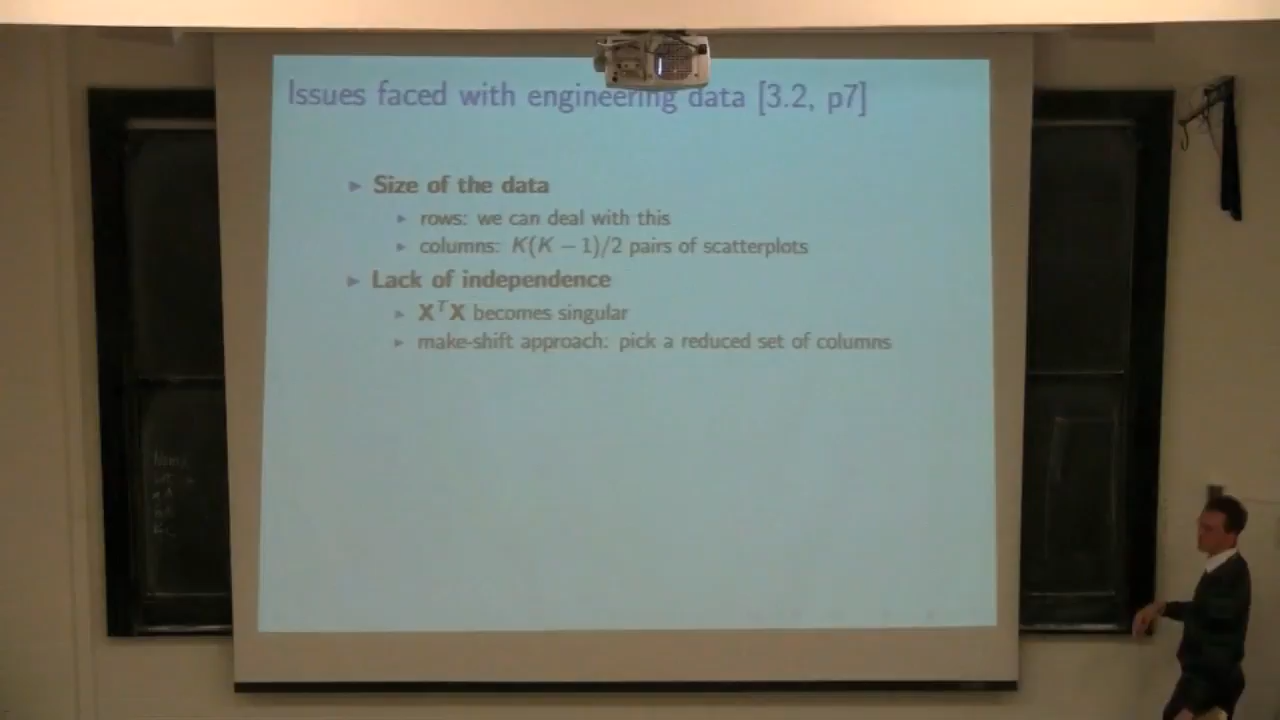 Issues faced with engineering data [3.2, p7]
► Size of the data
► rows: we can deal with this
► columns: K(K − 1)/2 pairs of scatterplots
► Lack of independence
► XᵀX becomes singular
► make-shift approach: pick a reduced set of columns